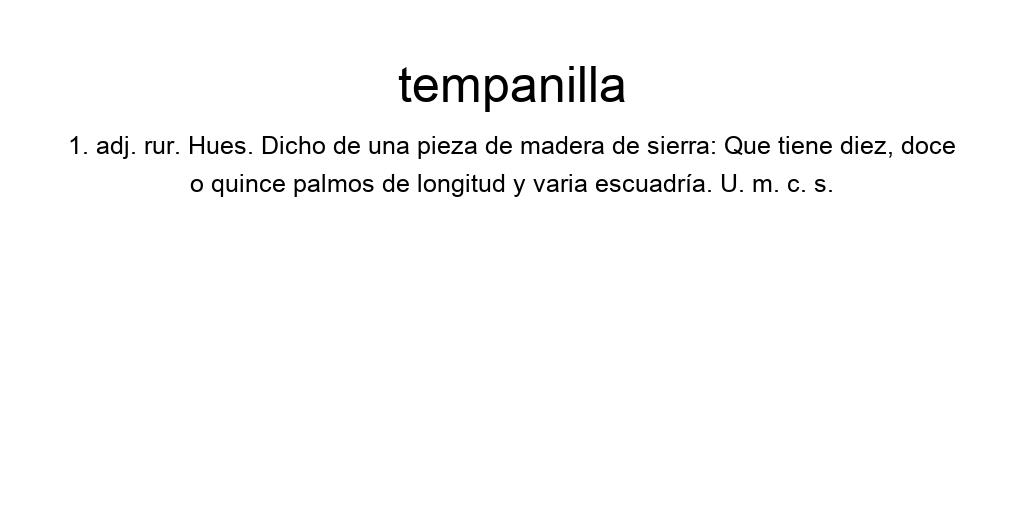 tempanilla
1. adj. rur. Hues. Dicho de una pieza de madera de sierra: Que tiene diez, doce
o quince palmos de longitud y varia escuadría. U. m. c. s.